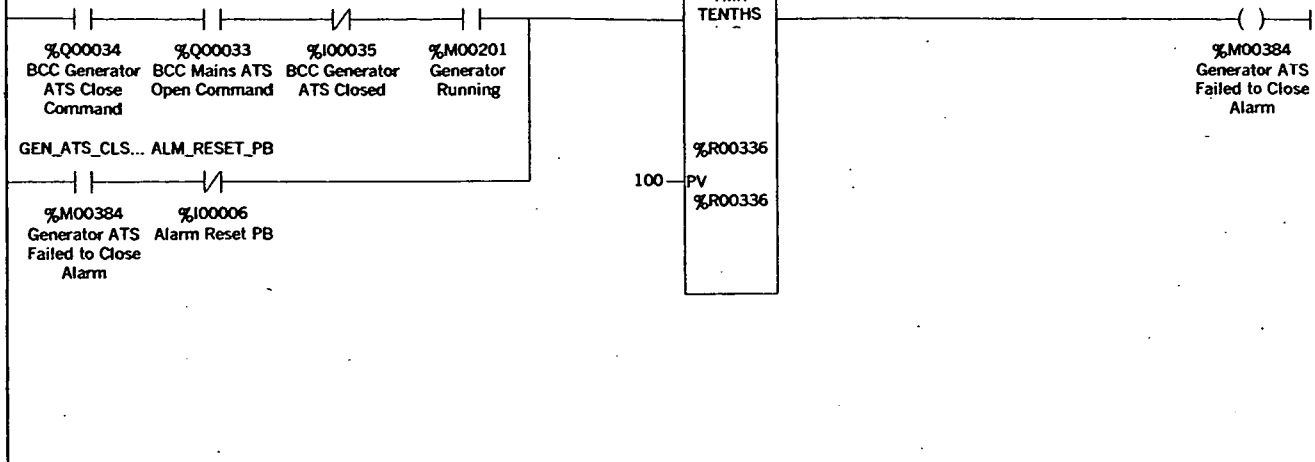 TENTHS
%Q00034 %Q00033 %I00035 %M00201 %M00384
BCC Generator BCC Mains ATS BCC Generator Generator Generator ATS
ATS Close Open Command ATS Closed Running Failed to Close
Command Alarm
GEN_ATS_CLS... ALM_RESET_PB %R00336
100 PV
%R00336
%M00384 %I00006
Generator ATS Alarm Reset PB
Failed to Close
Alarm